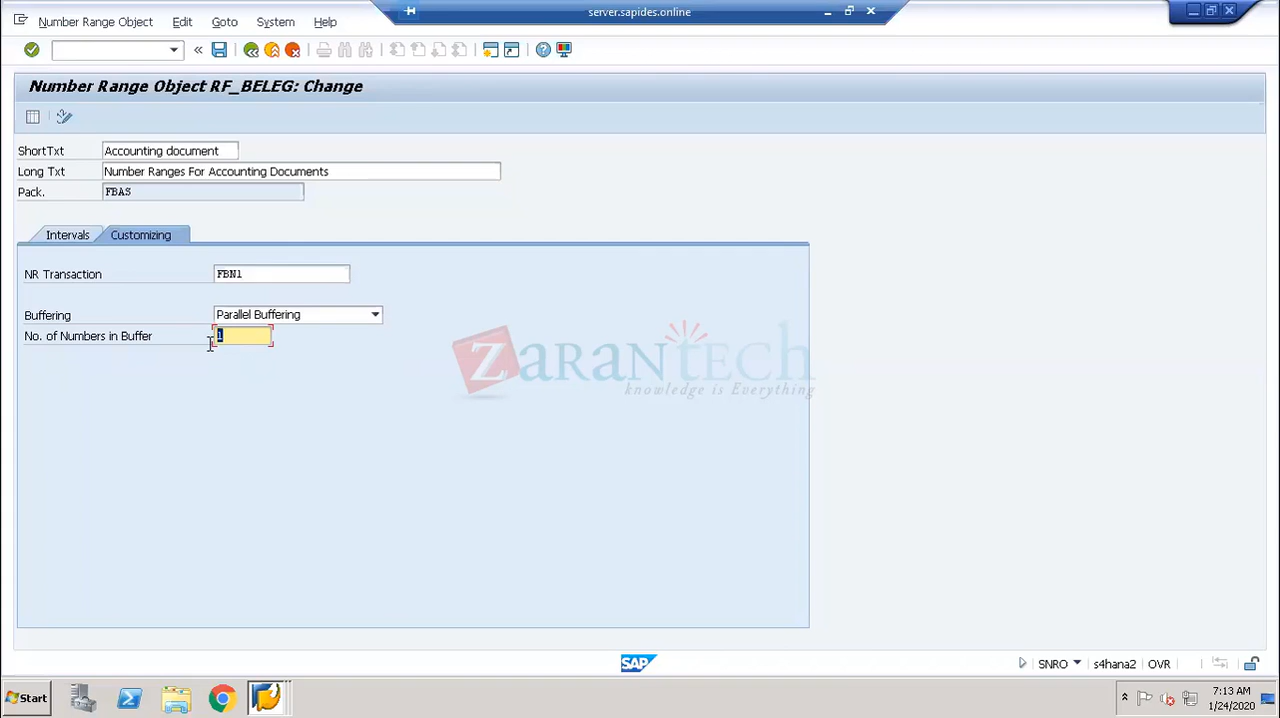 server.sapides.online
Number Range Object Edit Goto System Help
Number Range Object RF_BELEG: Change
ShortTxt Accounting document
Long Txt Number Ranges For Accounting Documents
Pack. FBAS
Intervals Customizing
NR Transaction FBN1
Buffering Parallel Buffering
No. of Numbers in Buffer 1
ZaranTech
knowledge is Everything
SAP SNRO s4hana2 OVR
Start 7:13 AM
1/24/2020